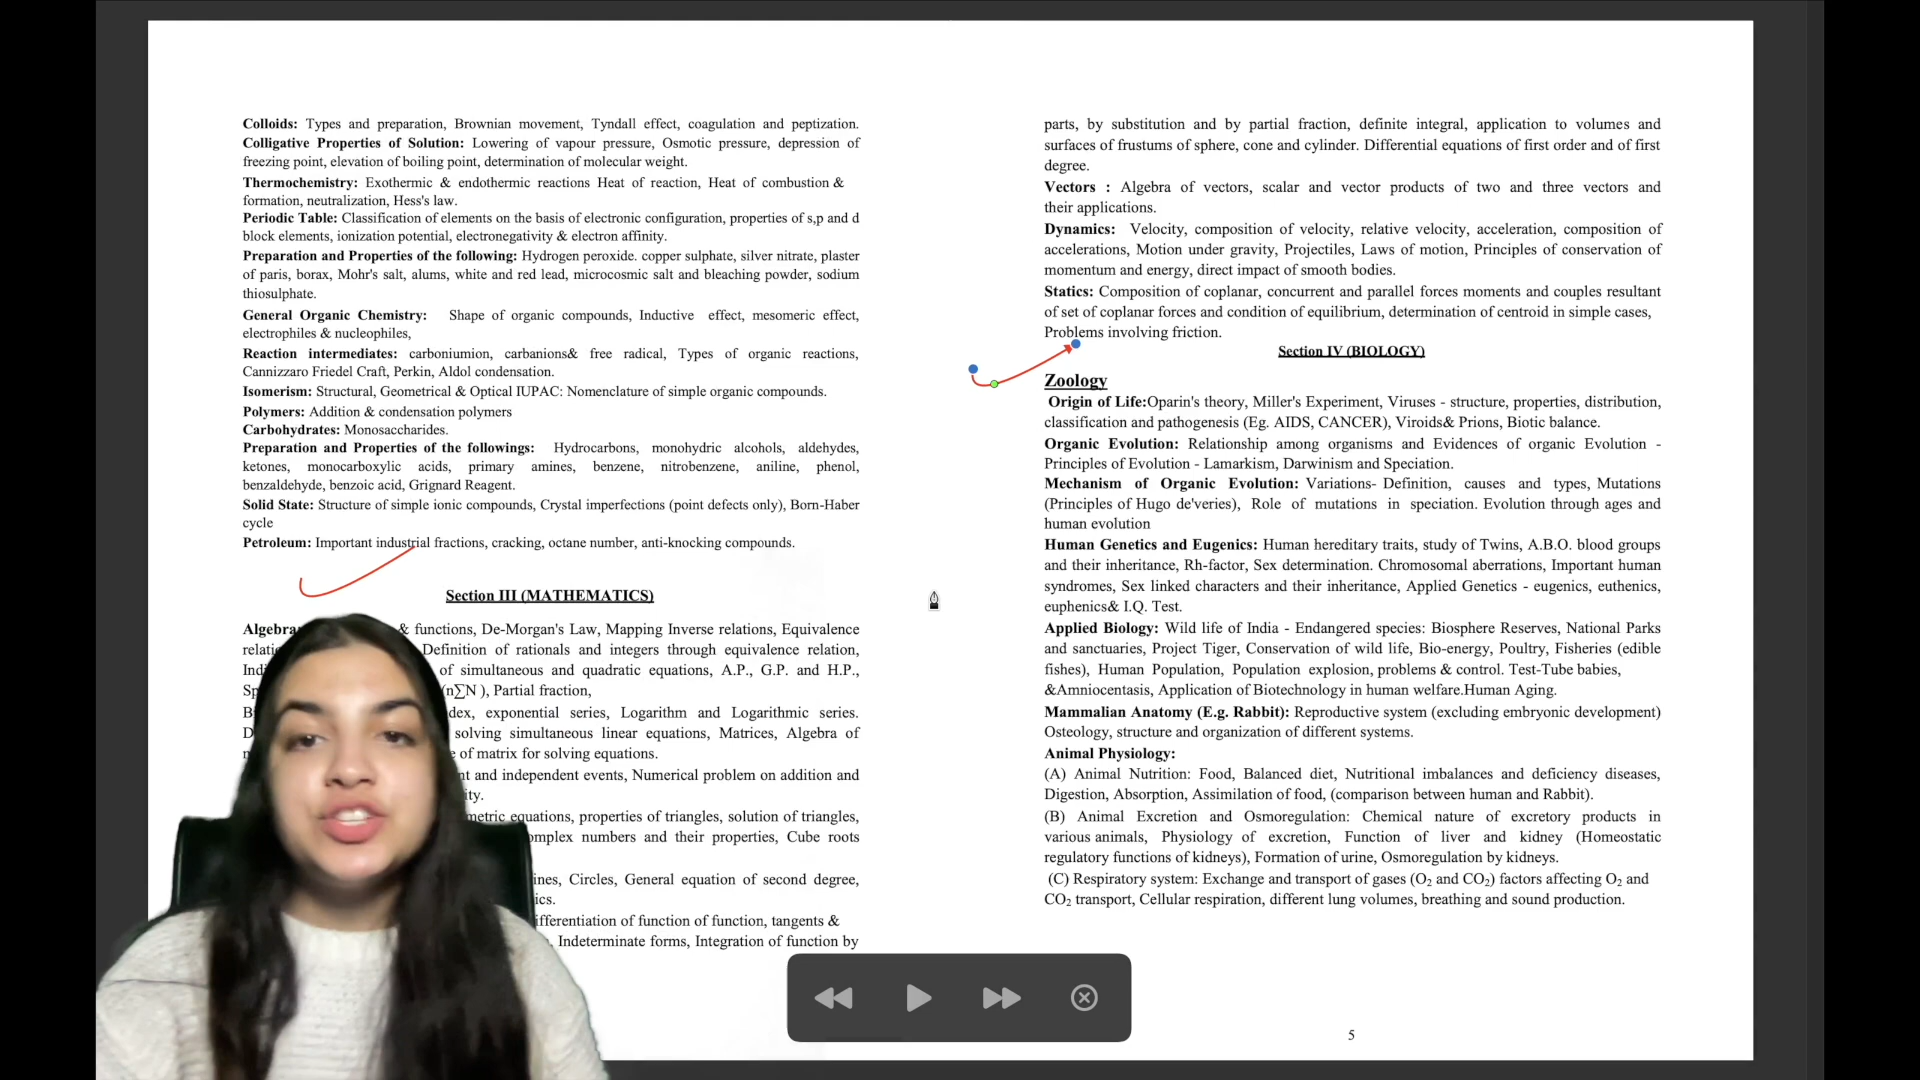 Colloids: Types and preparation, Brownian movement, Tyndall effect, coagulation and peptization.
Colligative Properties of Solution: Lowering of vapour pressure, Osmotic pressure, depression of
freezing point, elevation of boiling point, determination of molecular weight.
Thermochemistry: Exothermic & endothermic reactions Heat of reaction, Heat of combustion &
formation, neutralization, Hess's law.
Periodic Table: Classification of elements on the basis of electronic configuration, properties of s,p and d
block elements, ionization potential, electronegativity & electron affinity.
Preparation and Properties of the following: Hydrogen peroxide. copper sulphate, silver nitrate, plaster
of paris, borax, Mohr's salt, alums, white and red lead, microcosmic salt and bleaching powder, sodium
thiosulphate.
General Organic Chemistry: Shape of organic compounds, Inductive effect, mesomeric effect,
electrophiles & nucleophiles,
Reaction intermediates: carboniumion, carbanions& free radical, Types of organic reactions,
Cannizzaro Friedel Craft, Perkin, Aldol condensation.
Isomerism: Structural, Geometrical & Optical IUPAC: Nomenclature of simple organic compounds.
Polymers: Addition & condensation polymers
Carbohydrates: Monosaccharides.
Preparation and Properties of the followings: Hydrocarbons, monohydric alcohols, aldehydes,
ketones, monocarboxylic acids, primary amines, benzene, nitrobenzene, aniline, phenol,
benzaldehyde, benzoic acid, Grignard Reagent.
Solid State: Structure of simple ionic compounds, Crystal imperfections (point defects only), Born-Haber
cycle
Petroleum: Important industrial fractions, cracking, octane number, anti-knocking compounds.
Section III (MATHEMATICS)
Algebra & functions, De-Morgan's Law, Mapping Inverse relations, Equivalence
Definition of rationals and integers through equivalence relation,
of simultaneous and quadratic equations, A.P., G.P. and H.P.,
(n∑N ), Partial fraction,
exponential series, Logarithm and Logarithmic series.
solving simultaneous linear equations, Matrices, Algebra of
of matrix for solving equations.
and independent events, Numerical problem on addition and
equations, properties of triangles, solution of triangles,
numbers and their properties, Cube roots
Circles, General equation of second degree,
of function of function, tangents &
Indeterminate forms, Integration of function by
parts, by substitution and by partial fraction, definite integral, application to volumes and
surfaces of frustums of sphere, cone and cylinder. Differential equations of first order and of first
degree.
Vectors : Algebra of vectors, scalar and vector products of two and three vectors and
their applications.
Dynamics: Velocity, composition of velocity, relative velocity, acceleration, composition of
accelerations, Motion under gravity, Projectiles, Laws of motion, Principles of conservation of
momentum and energy, direct impact of smooth bodies.
Statics: Composition of coplanar, concurrent and parallel forces moments and couples resultant
of set of coplanar forces and condition of equilibrium, determination of centroid in simple cases,
Problems involving friction.
Section IV (BIOLOGY)
Zoology
Origin of Life:Oparin's theory, Miller's Experiment, Viruses - structure, properties, distribution,
classification and pathogenesis (Eg. AIDS, CANCER), Viroids& Prions, Biotic balance.
Organic Evolution: Relationship among organisms and Evidences of organic Evolution -
Principles of Evolution - Lamarkism, Darwinism and Speciation.
Mechanism of Organic Evolution: Variations- Definition, causes and types, Mutations
(Principles of Hugo de'veries), Role of mutations in speciation. Evolution through ages and
human evolution
Human Genetics and Eugenics: Human hereditary traits, study of Twins, A.B.O. blood groups
and their inheritance, Rh-factor, Sex determination. Chromosomal aberrations, Important human
syndromes, Sex linked characters and their inheritance, Applied Genetics - eugenics, euthenics,
euphenics& I.Q. Test.
Applied Biology: Wild life of India - Endangered species: Biosphere Reserves, National Parks
and sanctuaries, Project Tiger, Conservation of wild life, Bio-energy, Poultry, Fisheries (edible
fishes), Human Population, Population explosion, problems & control. Test-Tube babies,
&Amniocentasis, Application of Biotechnology in human welfare.Human Aging.
Mammalian Anatomy (E.g. Rabbit): Reproductive system (excluding embryonic development)
Osteology, structure and organization of different systems.
Animal Physiology:
(A) Animal Nutrition: Food, Balanced diet, Nutritional imbalances and deficiency diseases,
Digestion, Absorption, Assimilation of food, (comparison between human and Rabbit).
(B) Animal Excretion and Osmoregulation: Chemical nature of excretory products in
various animals, Physiology of excretion, Function of liver and kidney (Homeostatic
regulatory functions of kidneys), Formation of urine, Osmoregulation by kidneys.
(C) Respiratory system: Exchange and transport of gases (O₂ and CO₂) factors affecting O₂ and
CO₂ transport, Cellular respiration, different lung volumes, breathing and sound production.
5